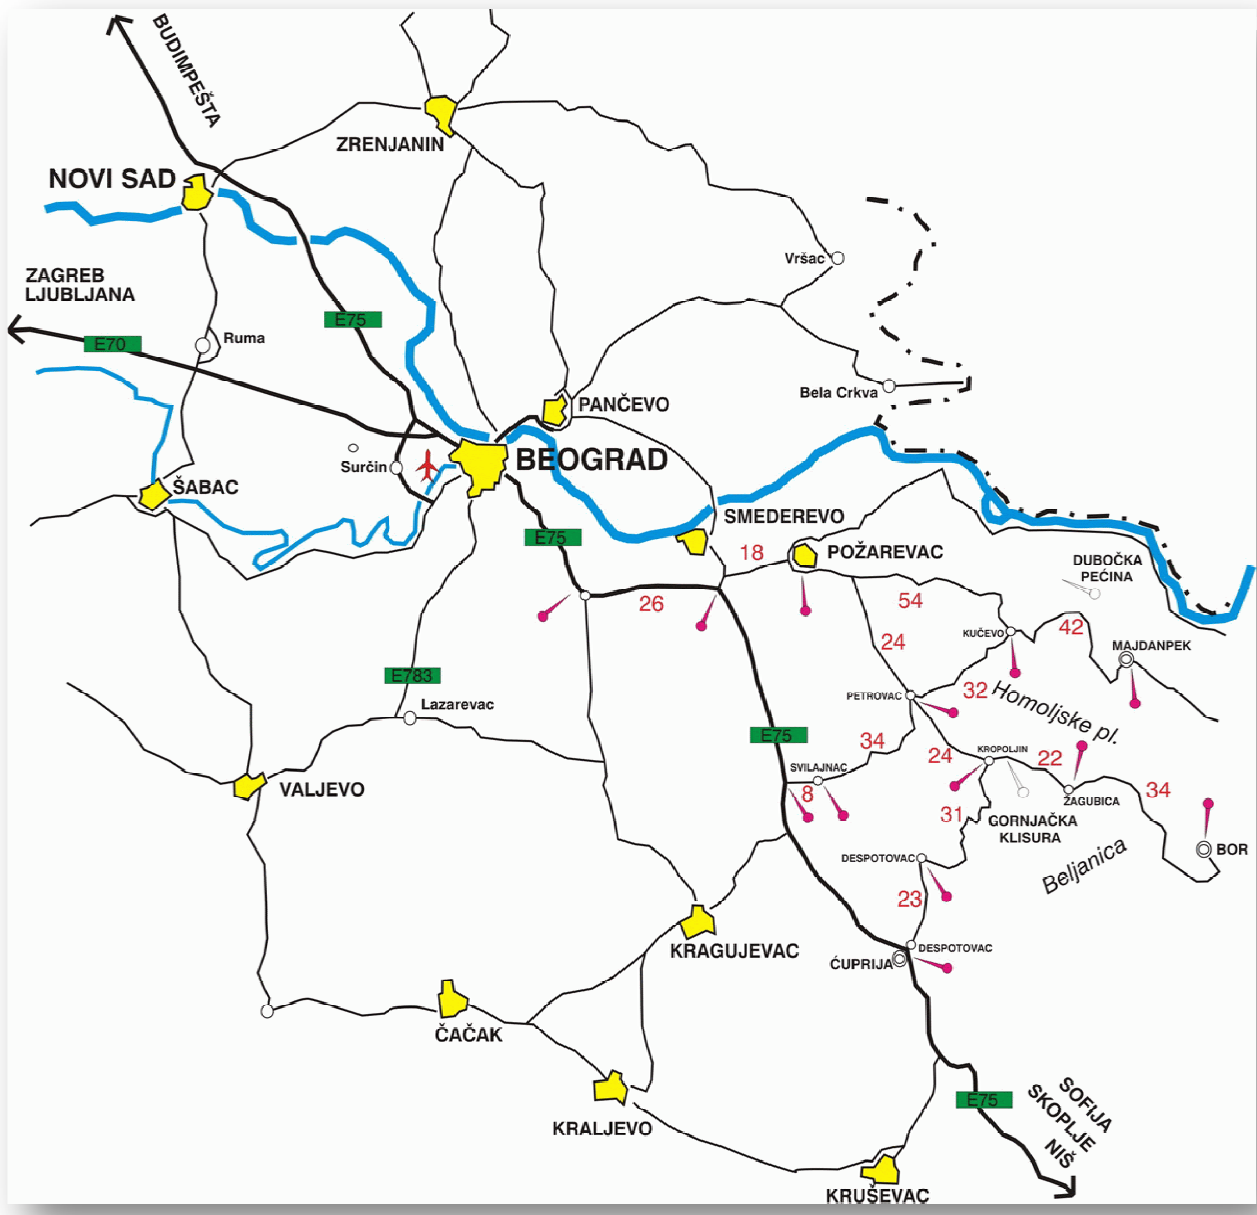 BUDIMPEŠTA
ZRENJANIN
NOVI SAD
Vršac
ZAGREB
LJUBLJANA
E75
E70
Ruma
Bela Crkva
PANČEVO
BEOGRAD
Surčin
ŠABAC
SMEDEREVO
E75
18
POŽAREVAC
DUBOČKA
PEĆINA
26
54
KUČEVO
42
24
MAJDANPEK
E783
Lazarevac
PETROVAC
32
Homoljske pl.
E75
34
24
KROPOLJIN
22
SVILAJNAC
8
VALJEVO
ŽAGUBICA
34
31
GORNJAČKA
KLISURA
BOR
DESPOTOVAC
Beljanica
23
KRAGUJEVAC
DESPOTOVAC
ĆUPRIJA
ČAČAK
E75
SOFIJA
SKOPLJE
NIŠ
KRALJEVO
KRUŠEVAC